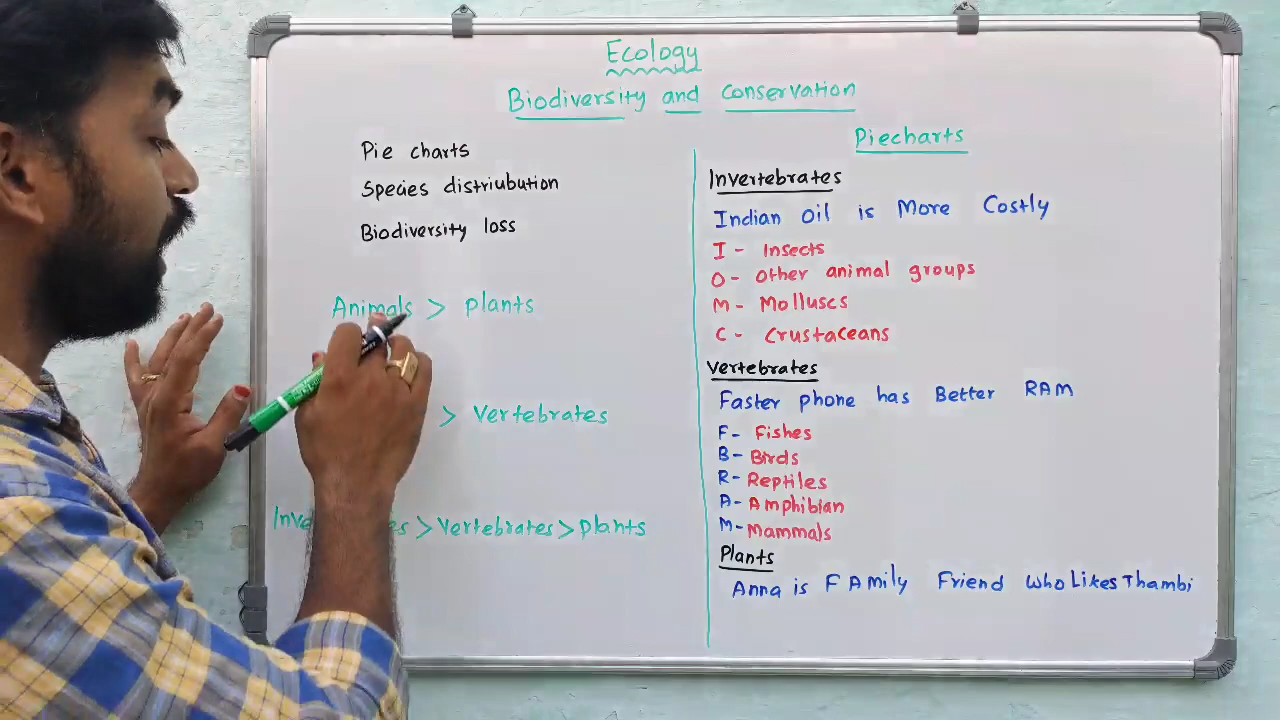 Ecology
Biodiversity and conservation
Pie charts
Species distriubution
Biodiversity loss
Animals > Plants
> Vertebrates
> Vertebrates > Plants
Piecharts
Invertebrates
Indian Oil is More Costly
I - Insects
O - Other animal groups
M - Molluscs
C - Crustaceans
Vertebrates
Faster phone has Better RAM
F - Fishes
B - Birds
R - Reptiles
A - Amphibian
M - Mammals
Plants
Anna is FAmily Friend Who Likes Thambi